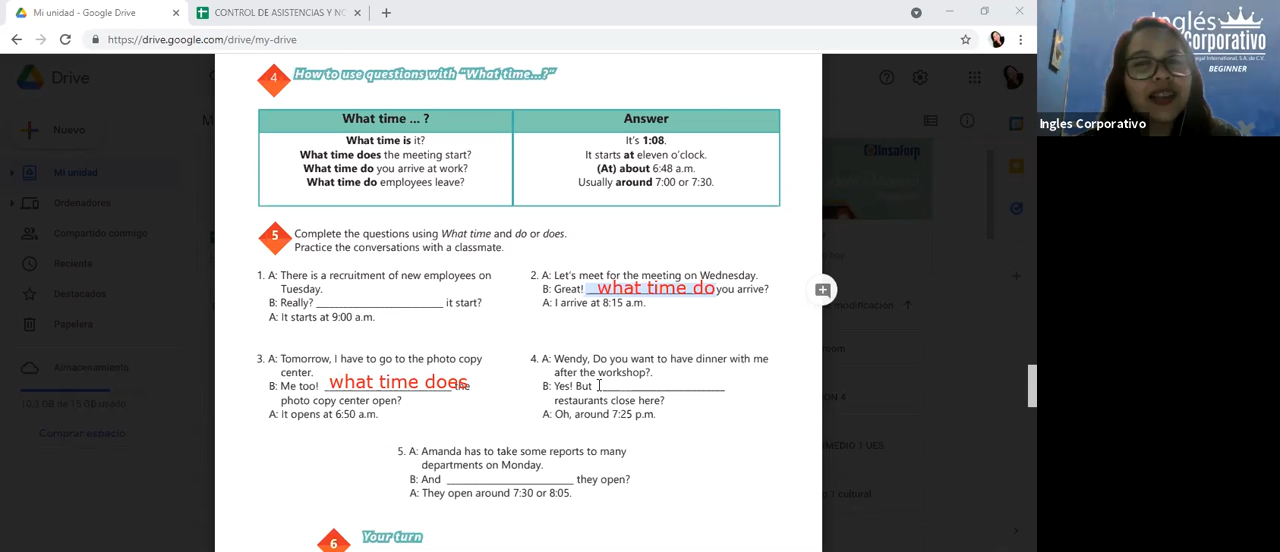 Mi unidad - Google Drive
CONTROL DE ASISTENCIAS Y NO
https://drive.google.com/drive/my-drive
Drive
Nuevo
Mi unidad
Ordenadores
Compartido conmigo
Reciente
Destacados
Papelera
Almacenamiento
Comprar espacio
4 How to use questions with "What time...?"
What time ... ? Answer
What time is it? It's 1:08.
What time does the meeting start? It starts at eleven o'clock.
What time do you arrive at work? (At) about 6:48 a.m.
What time do employees leave? Usually around 7:00 or 7:30.
5 Complete the questions using What time and do or does.
Practice the conversations with a classmate.
1. A: There is a recruitment of new employees on
Tuesday.
B: Really? ____________________ it start?
A: It starts at 9:00 a.m.
2. A: Let's meet for the meeting on Wednesday.
B: Great! what time do you arrive?
A: I arrive at 8:15 a.m.
3. A: Tomorrow, I have to go to the photo copy
center.
B: Me too! what time does the
photo copy center open?
A: It opens at 6:50 a.m.
4. A: Wendy, Do you want to have dinner with me
after the workshop?.
B: Yes! But ____________________
restaurants close here?
A: Oh, around 7:25 p.m.
5. A: Amanda has to take some reports to many
departments on Monday.
B: And ____________________ they open?
A: They open around 7:30 or 8:05.
6 Your turn
Inglés
Corporativo
BEGINNER
Ingles Corporativo